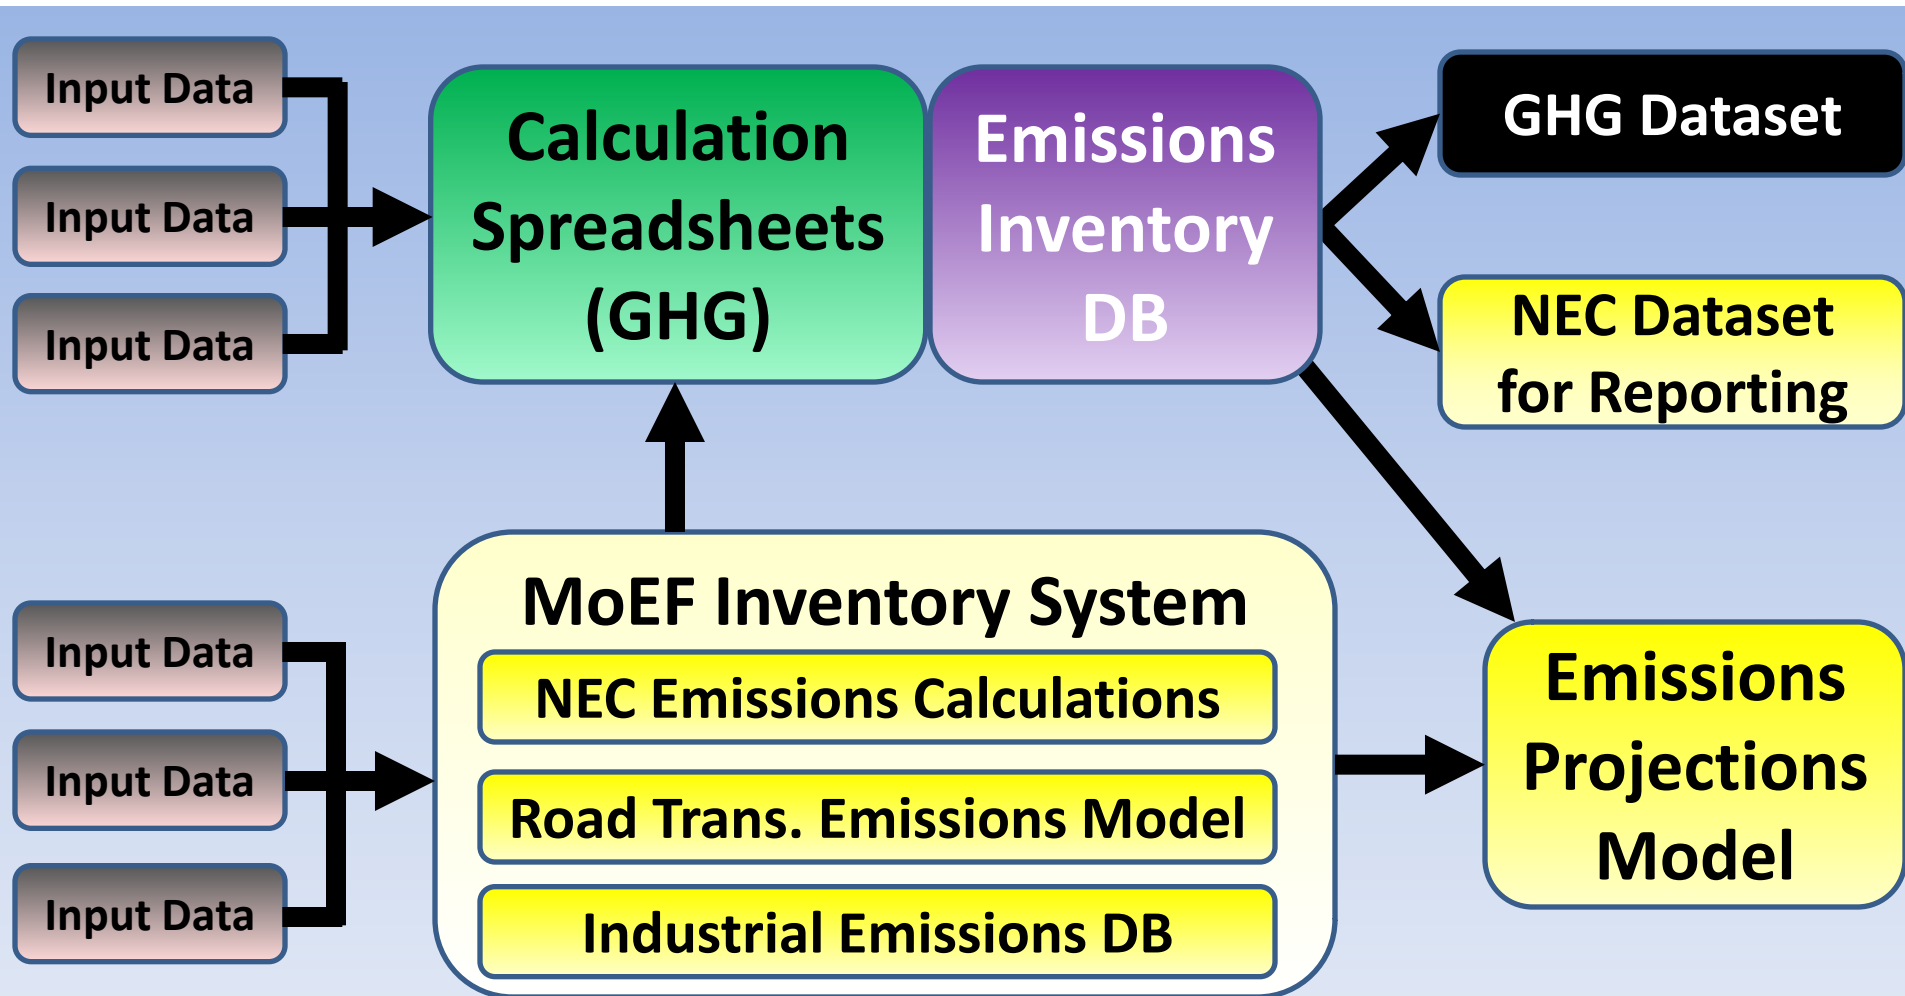 Input Data
Input Data
Input Data
Calculation
Spreadsheets
(GHG)
Emissions
Inventory
DB
GHG Dataset
NEC Dataset
for Reporting
Input Data
Input Data
Input Data
MoEF Inventory System
NEC Emissions Calculations
Road Trans. Emissions Model
Industrial Emissions DB
Emissions
Projections
Model